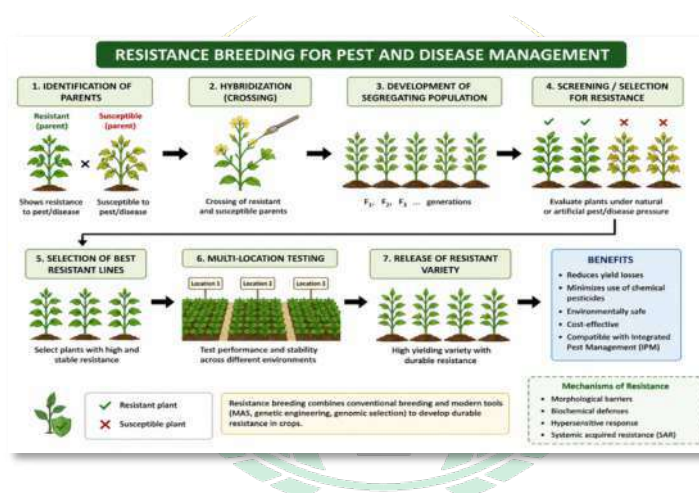 RESISTANCE BREEDING FOR PEST AND DISEASE MANAGEMENT
1. IDENTIFICATION OF
PARENTS
Resistant
(parent)
Susceptible
(parent)
×
Shows resistance
to pest/disease
Susceptible to
pest/disease
2. HYBRIDIZATION
(CROSSING)
Crossing of resistant
and susceptible parents
3. DEVELOPMENT OF
SEGREGATING POPULATION
F₁, F₂, F₃ ... generations
4. SCREENING / SELECTION
FOR RESISTANCE
Evaluate plants under natural
or artificial pest/disease
pressure
5. SELECTION OF BEST
RESISTANT LINES
Select plants with high and
stable resistance
6. MULTI-LOCATION TESTING
Location 1
Location 2
Location 3
Test performance and stability
across different environments
7. RELEASE OF RESISTANT
VARIETY
High yielding variety with
durable resistance
BENEFITS
• Reduces yield losses
• Minimizes use of chemical
pesticides
• Environmentally safe
• Cost-effective
• Compatible with Integrated
Pest Management (IPM)
✓ Resistant plant
✗ Susceptible plant
Resistance breeding combines conventional breeding and modern tools
(MAS, genetic engineering, genomic selection) to develop durable
resistance in crops.
Mechanisms of Resistance
• Morphological barriers
• Biochemical defenses
• Hypersensitive response
• Systemic acquired resistance (SAR)